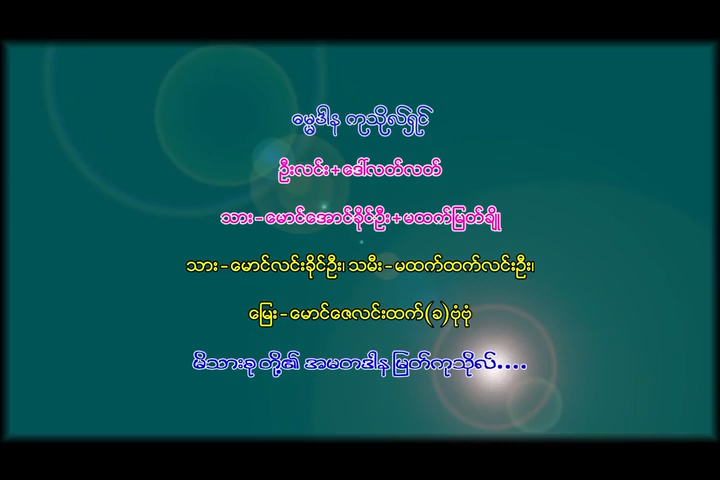 ဓမ္မဒါန ကုသိုလ်ရှင်
ဦးလင်း+ဒေါ်လတ်လတ်
သား-မောင်အောင်ခိုင်ဦး+မထက်မြတ်ချို
သား-မောင်လင်းခိုင်ဦး၊ သမီး-မထက်ထက်လင်းဦး၊
မြေး-မောင်ဇေလင်းထက်(ခ)ဗုံဗုံ
မိသားစု တို့၏ အမတဒါန မြတ်ကုသိုလ်....